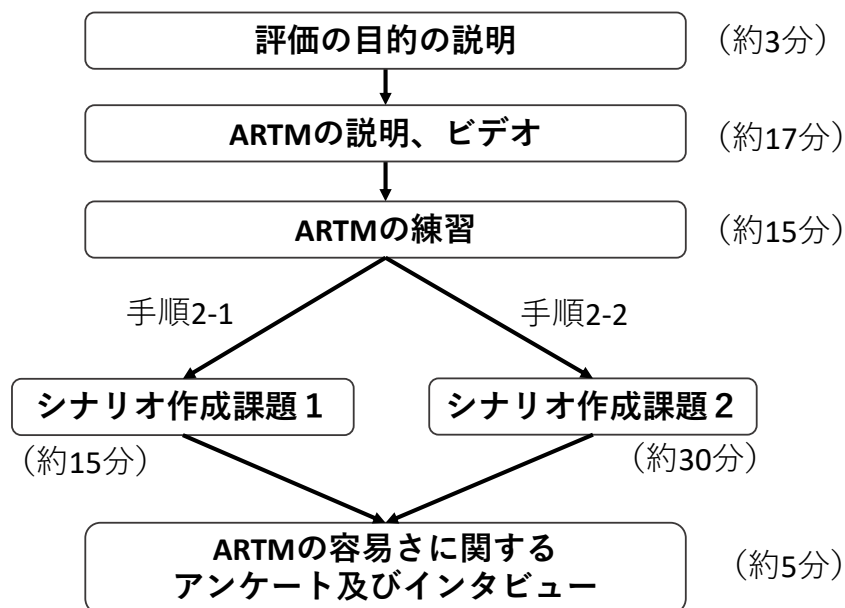 評価の目的の説明
（約3分）
ARTMの説明、ビデオ
（約17分）
ARTMの練習
（約15分）
手順2-1
手順2-2
シナリオ作成課題１
シナリオ作成課題２
（約15分）
（約30分）
ARTMの容易さに関する
アンケート及びインタビュー
（約5分）